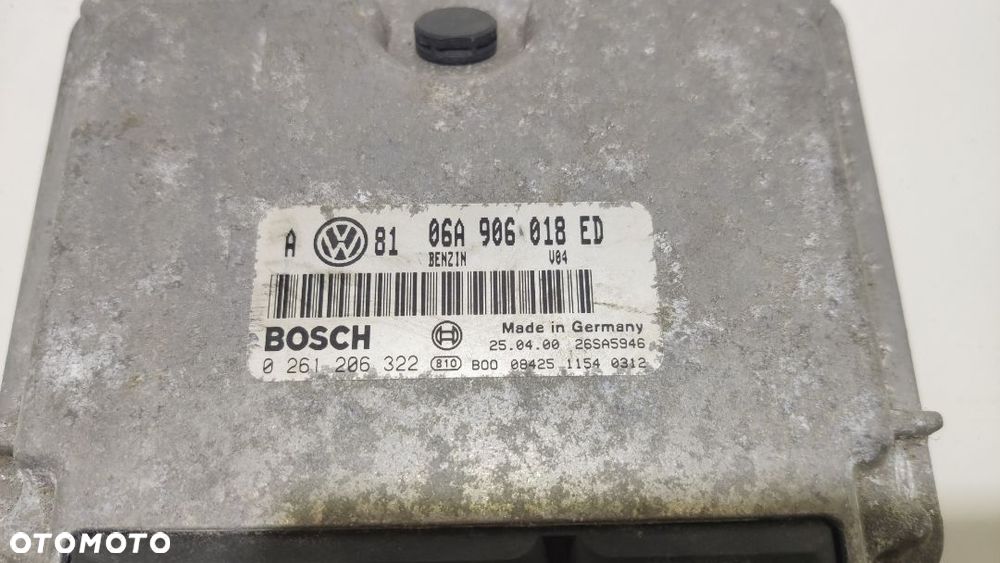 A VW 81 06A 906 018 ED
BENZIN V04
BOSCH Made in Germany
25.04.00 26SA5946
0 261 206 322 810 B00 08425 1154 0312
OTOMOTO